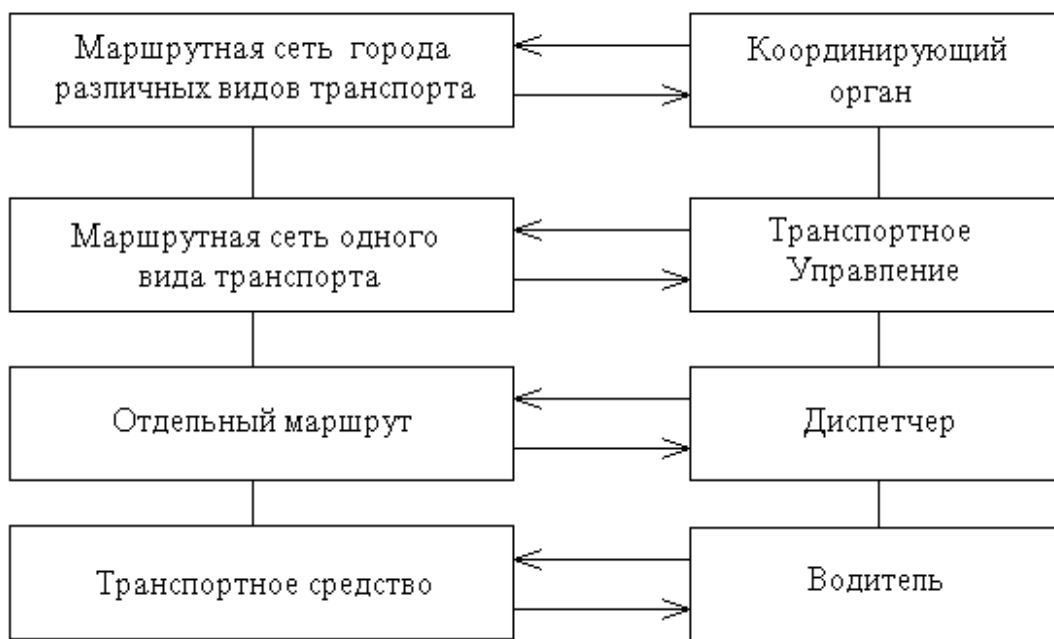 Маршрутная сеть города
различных видов транспорта
Координирующий
орган
Маршрутная сеть одного
вида транспорта
Транспортное
Управление
Отдельный маршрут
Диспетчер
Транспортное средство
Водитель